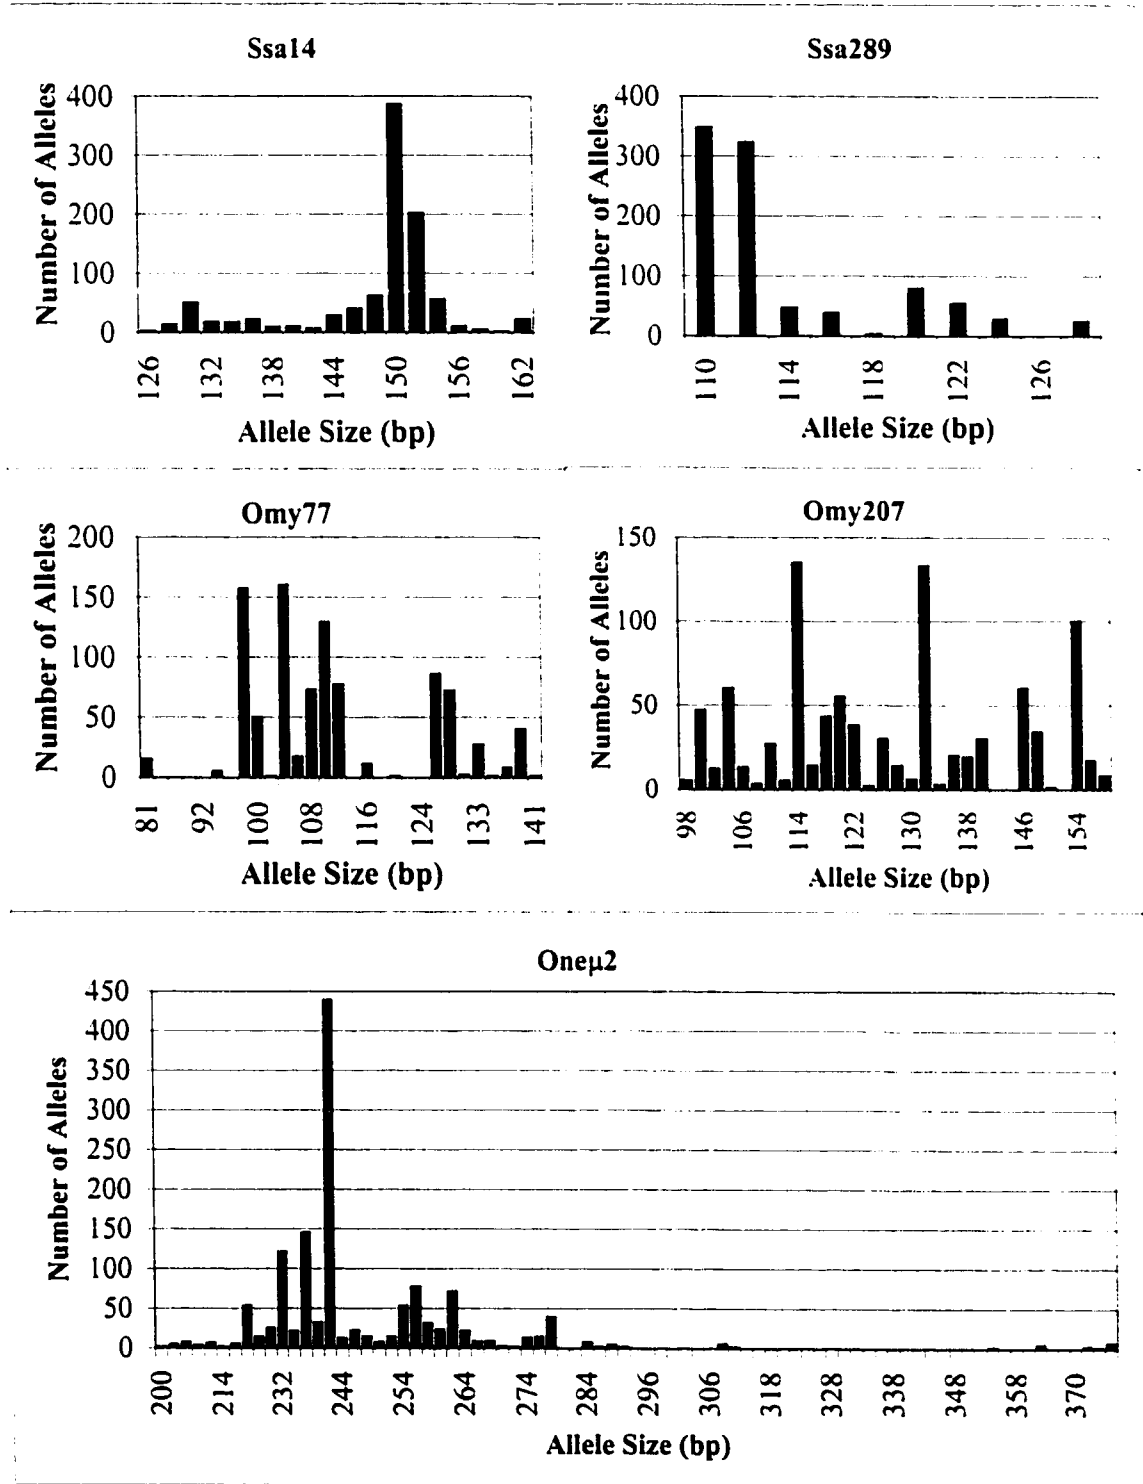 Ssa14
Number of Alleles
400
300
200
100
0
126 132 138 144 150 156 162
Allele Size (bp)
Ssa289
Number of Alleles
400
300
200
100
0
110 114 118 122 126
Allele Size (bp)
Omy77
Number of Alleles
200
150
100
50
0
81 92 100 108 116 124 133 141
Allele Size (bp)
Omy207
Number of Alleles
150
100
50
0
98 106 114 122 130 138 146 154
Allele Size (bp)
Oneµ2
Number of Alleles
450
400
350
300
250
200
150
100
50
0
200 214 232 244 254 264 274 284 296 306 318 328 338 348 358 370
Allele Size (bp)